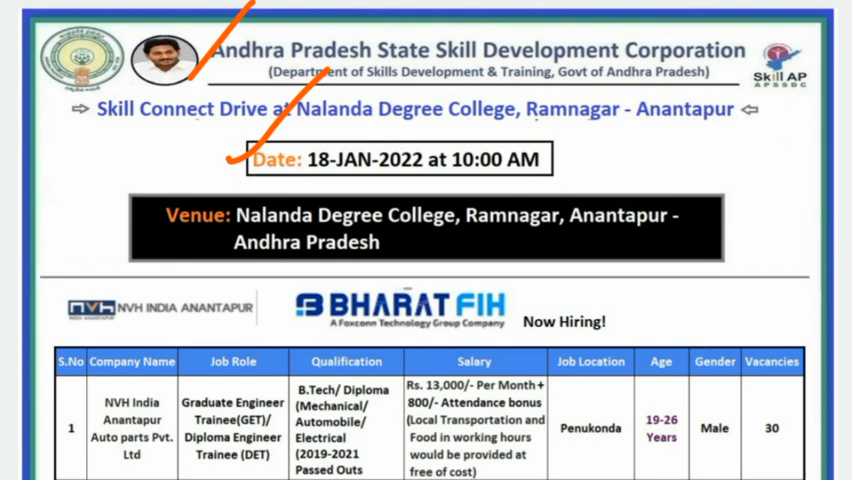 Andhra Pradesh State Skill Development Corporation
(Department of Skills Development & Training, Govt of Andhra Pradesh)
Skill AP
APSSDC
⇨ Skill Connect Drive at Nalanda Degree College, Ramnagar - Anantapur ⇦
Date: 18-JAN-2022 at 10:00 AM
Venue: Nalanda Degree College, Ramnagar, Anantapur -
Andhra Pradesh
NVH INDIA ANANTAPUR
BHARAT FIH
A Foxconn Technology Group Company
Now Hiring!
S.No Company Name Job Role Qualification Salary Job Location Age Gender Vacancies
1
NVH India
Anantapur
Auto parts Pvt.
Ltd
Graduate Engineer
Trainee(GET)/
Diploma Engineer
Trainee (DET)
B.Tech/ Diploma
(Mechanical/
Automobile/
Electrical
(2019-2021
Passed Outs
Rs. 13,000/- Per Month +
800/- Attendance bonus
(Local Transportation and
Food in working hours
would be provided at
free of cost)
Penukonda
19-26
Years
Male
30